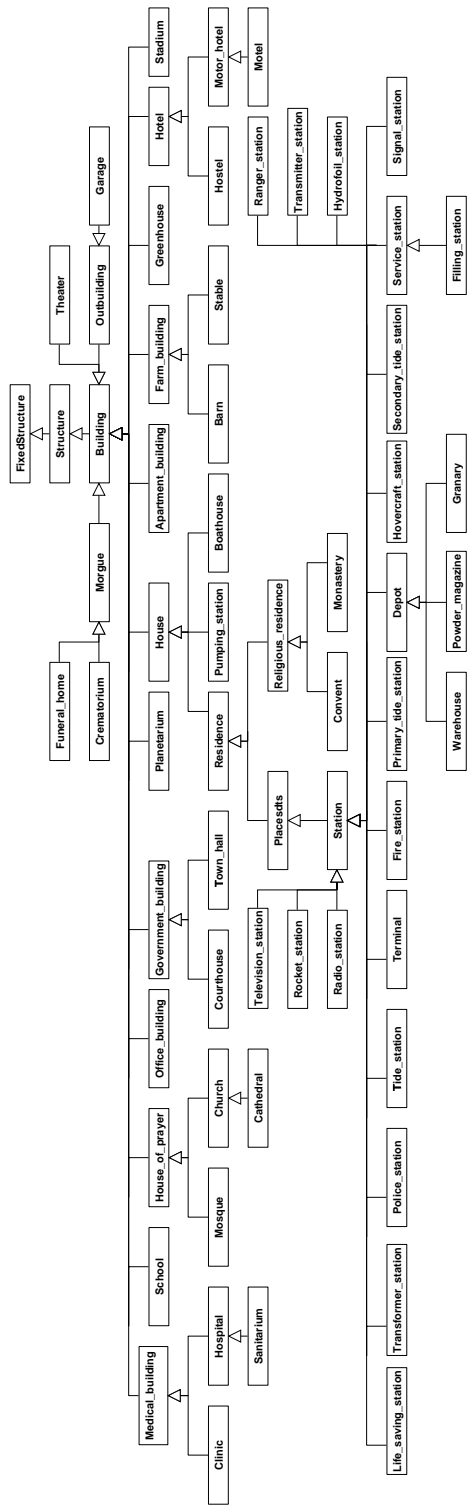 FixedStructure
Structure
Theater
Funeral_home
Crematorium
Morgue
Building
Outbuilding
Garage
Medical_building
School
House_of_prayer
Office_building
Government_building
Planetarium
House
Apartment_building
Farm_building
Greenhouse
Hotel
Stadium
Clinic
Hospital
Mosque
Church
Courthouse
Town_hall
Residence
Pumping_station
Boathouse
Barn
Stable
Hostel
Motor_hotel
Sanitarium
Cathedral
Television_station
Placesdts
Religious_residence
Ranger_station
Motel
Rocket_station
Transmitter_station
Radio_station
Station
Convent
Monastery
Hydrofoil_station
Life_saving_station
Transformer_station
Police_station
Tide_station
Terminal
Fire_station
Primary_tide_station
Depot
Hovercraft_station
Secondary_tide_station
Service_station
Signal_station
Warehouse
Powder_magazine
Granary
Filling_station